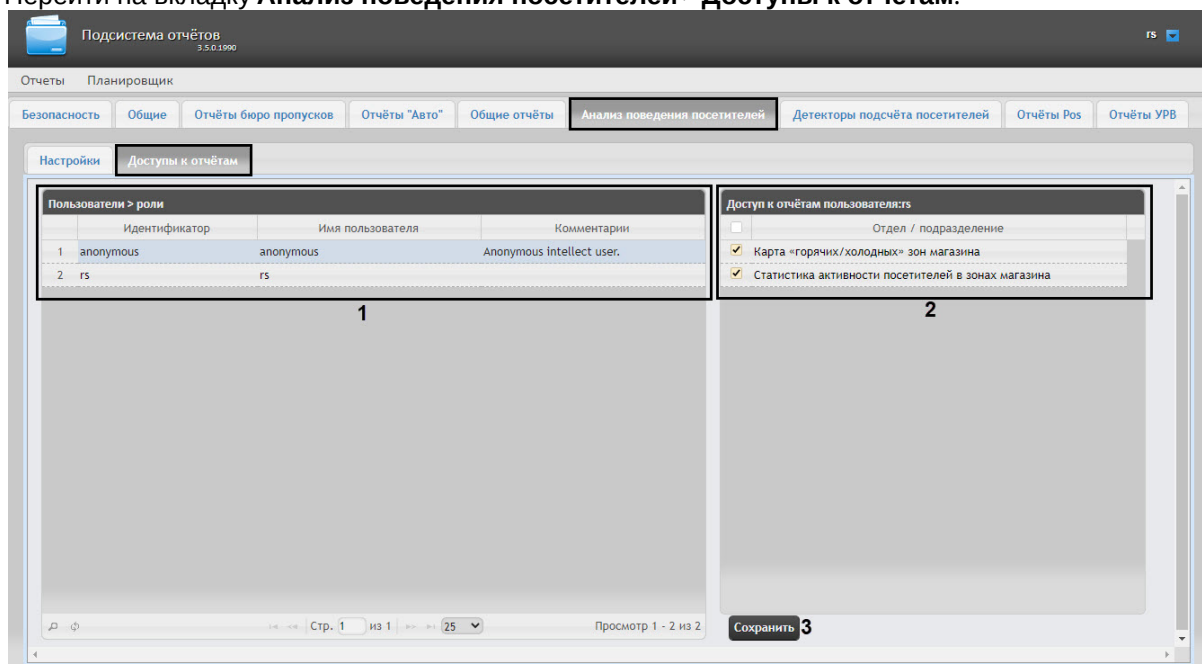 Перейти на вкладку Анализ поведения посетителей> Доступы к отчётам.
Подсистема отчётов
3.5.0.1990
rs
Отчеты Планировщик
Безопасность Общие Отчёты бюро пропусков Отчёты "Авто" Общие отчёты Анализ поведения посетителей Детекторы подсчёта посетителей Отчёты Pos Отчёты УРВ
Настройки Доступы к отчётам
Пользователи > роли
Идентификатор Имя пользователя Комментарии
1 anonymous anonymous Anonymous intellect user.
2 rs rs
1
Доступ к отчётам пользователя:rs
Отдел / подразделение
Карта «горячих/холодных» зон магазина
Статистика активности посетителей в зонах магазина
2
Стр. 1 из 1 25 Просмотр 1 - 2 из 2
Сохранить 3